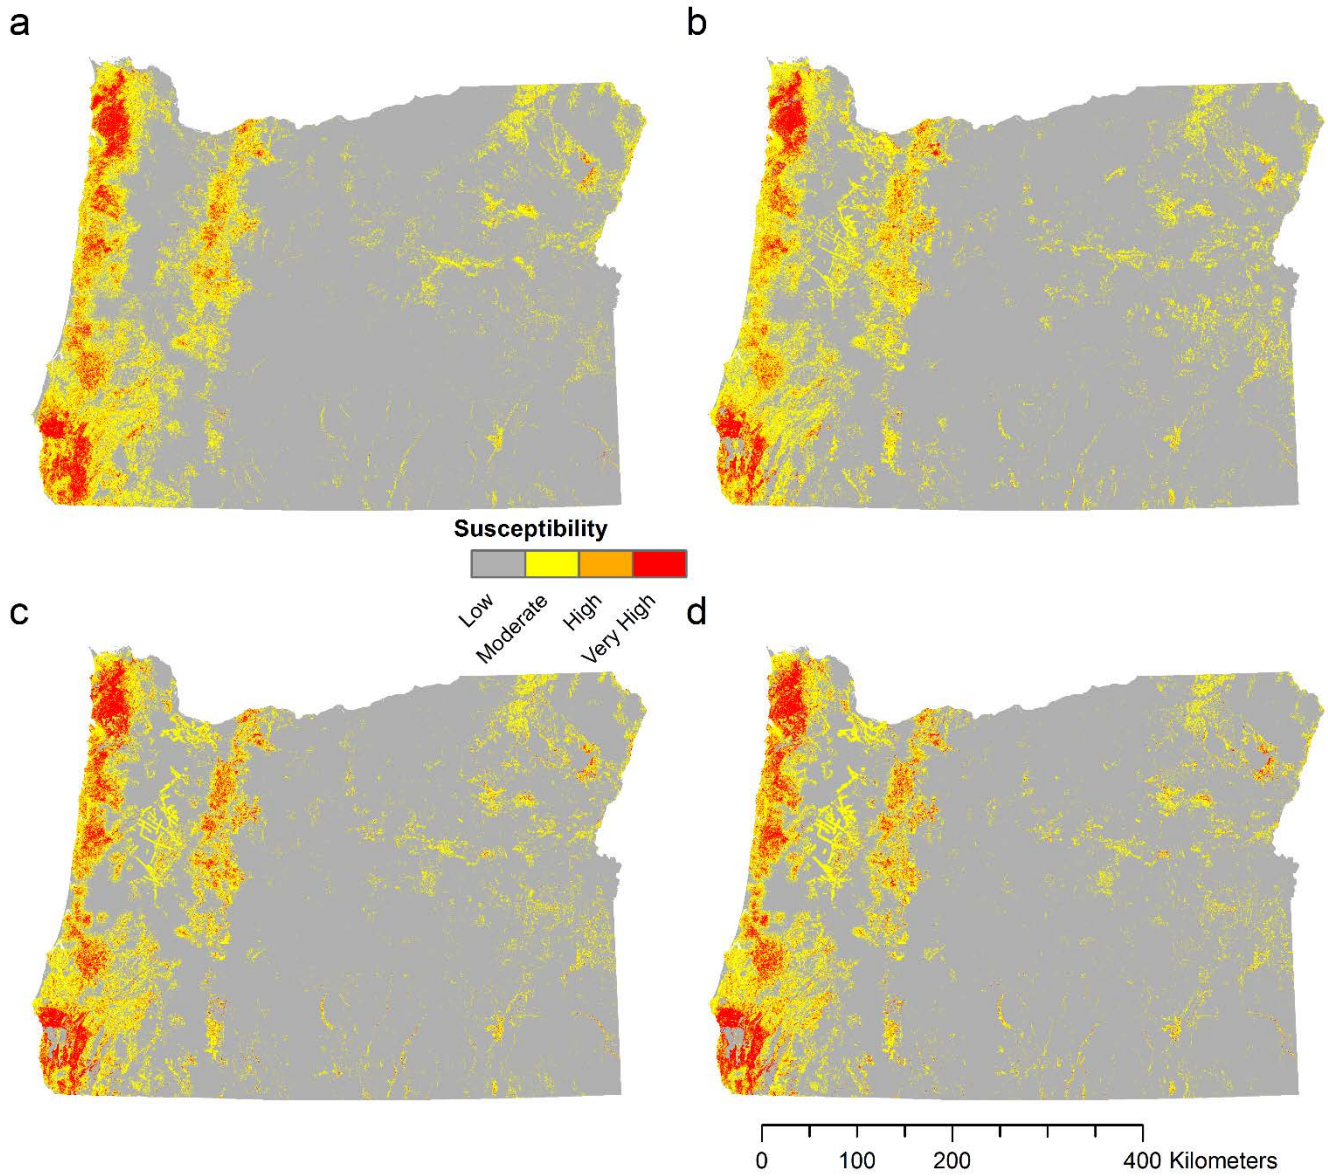 a
b
Susceptibility
Low
Moderate
High
Very High
c
d
0 100 200 400 Kilometers